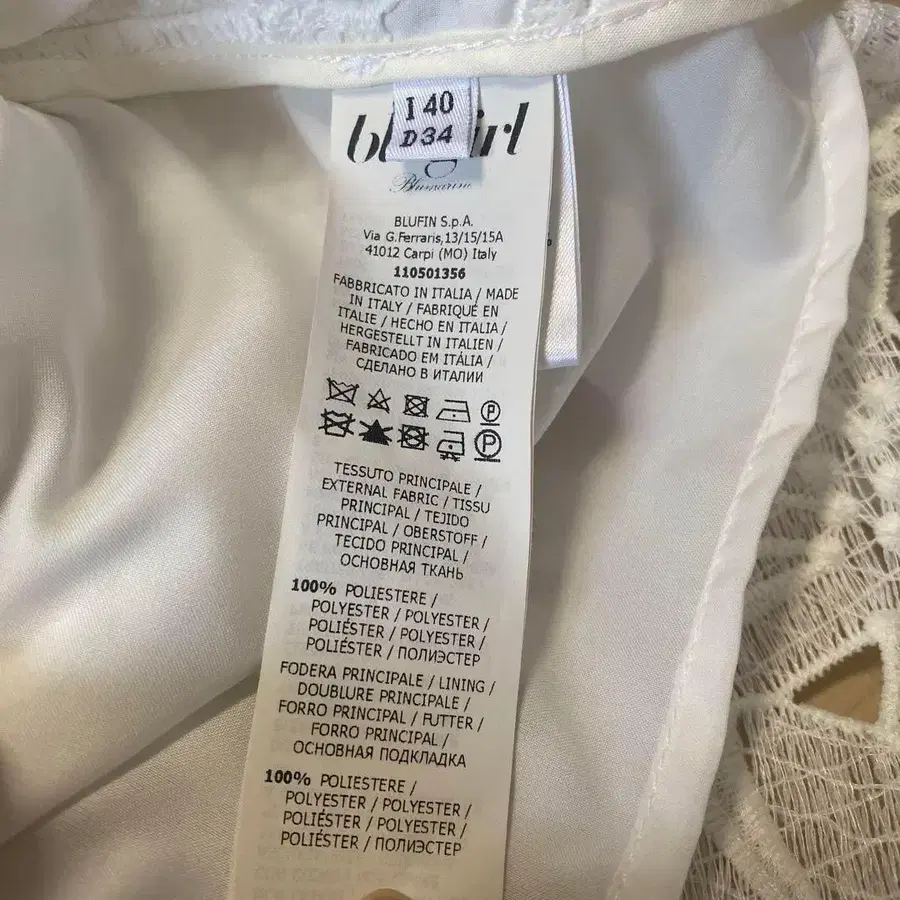 I 40
D34
Blumarine
BLUFIN S.p.A.
Via G.Ferraris,13/15/15A
41012 Carpi (MO) Italy
110501356
FABBRICATO IN ITALIA / MADE
IN ITALY / FABRIQUÉ EN
ITALIE / HECHO EN ITALIA /
HERGESTELLT IN ITALIEN /
FABRICADO EM ITÁLIA /
СДЕЛАНО В ИТАЛИИ
P
P
TESSUTO PRINCIPALE /
EXTERNAL FABRIC / TISSU
PRINCIPAL / TEJIDO
PRINCIPAL / OBERSTOFF /
TECIDO PRINCIPAL /
ОСНОВНАЯ ТКАНЬ
100% POLIESTERE /
POLYESTER / POLYESTER /
POLIÉSTER / POLYESTER /
POLIÉSTER / ПОЛИЭСТЕР
FODERA PRINCIPALE / LINING /
DOUBLURE PRINCIPALE /
FORRO PRINCIPAL / FUTTER /
FORRO PRINCIPAL /
ОСНОВНАЯ ПОДКЛАДКА
100% POLIESTERE /
POLYESTER / POLYESTER /
POLIÉSTER / POLYESTER /
POLIÉSTER / ПОЛИЭСТЕР